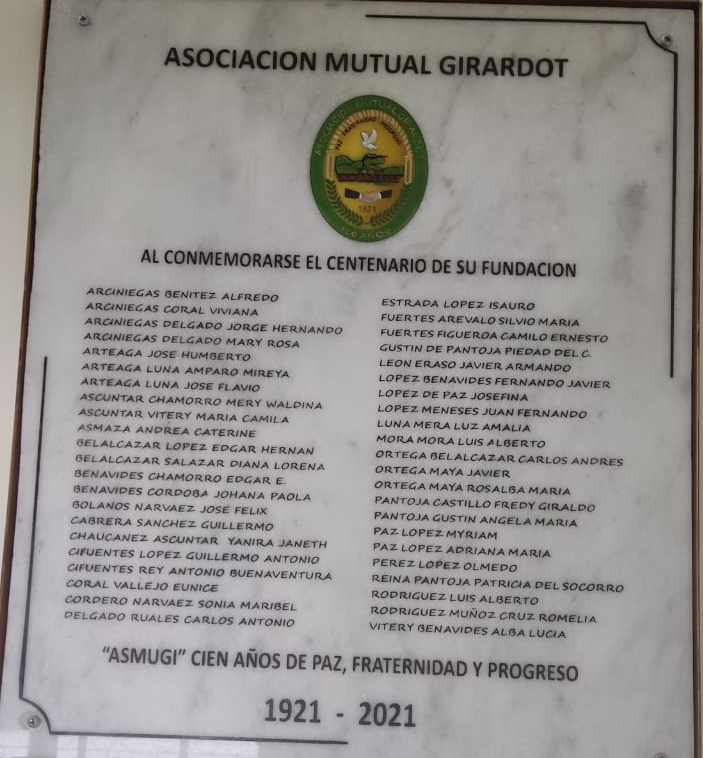 ASOCIACION MUTUAL GIRARDOT
ASOCIACION MUTUAL GIRARDOT
PAZ FRATERNIDAD PROGRESO
1921
100 AÑOS
AL CONMEMORARSE EL CENTENARIO DE SU FUNDACION
ARCINIEGAS BENITEZ ALFREDO
ARCINIEGAS CORAL VIVIANA
ARCINIEGAS DELGADO JORGE HERNANDO
ARCINIEGAS DELGADO MARY ROSA
ARTEAGA JOSE HUMBERTO
ARTEAGA LUNA AMPARO MIREYA
ARTEAGA LUNA JOSE FLAVIO
ASCUNTAR CHAMORRO MERY WALDINA
ASCUNTAR VITERY MARIA CAMILA
ASMAZA ANDREA CATERINE
BELALCAZAR LOPEZ EDGAR HERNAN
BELALCAZAR SALAZAR DIANA LORENA
BENAVIDES CHAMORRO EDGAR E.
BENAVIDES CORDOBA JOHANA PAOLA
BOLANOS NARVAEZ JOSE FELIX
CABRERA SANCHEZ GUILLERMO
CHAUCANEZ ASCUNTAR YANIRA JANETH
CIFUENTES LOPEZ GUILLERMO ANTONIO
CIFUENTES REY ANTONIO BUENAVENTURA
CORAL VALLEJO EUNICE
CORDERO NARVAEZ SONIA MARIBEL
DELGADO RUALES CARLOS ANTONIO
ESTRADA LOPEZ ISAURO
FUERTES AREVALO SILVIO MARIA
FUERTES FIGUEROA CAMILO ERNESTO
GUSTIN DE PANTOJA PIEDAD DEL C.
LEON ERASO JAVIER ARMANDO
LOPEZ BENAVIDES FERNANDO JAVIER
LOPEZ DE PAZ JOSEFINA
LOPEZ MENESES JUAN FERNANDO
LUNA MERA LUZ AMALIA
MORA MORA LUIS ALBERTO
ORTEGA BELALCAZAR CARLOS ANDRES
ORTEGA MAYA JAVIER
ORTEGA MAYA ROSALBA MARIA
PANTOJA CASTILLO FREDY GIRALDO
PANTOJA GUSTIN ANGELA MARIA
PAZ LOPEZ MYRIAM
PAZ LOPEZ ADRIANA MARIA
PEREZ LOPEZ OLMEDO
REINA PANTOJA PATRICIA DEL SOCORRO
RODRIGUEZ LUIS ALBERTO
RODRIGUEZ MUÑOZ CRUZ ROMELIA
VITERY BENAVIDES ALBA LUCIA
"ASMUGI" CIEN AÑOS DE PAZ, FRATERNIDAD Y PROGRESO
1921 - 2021